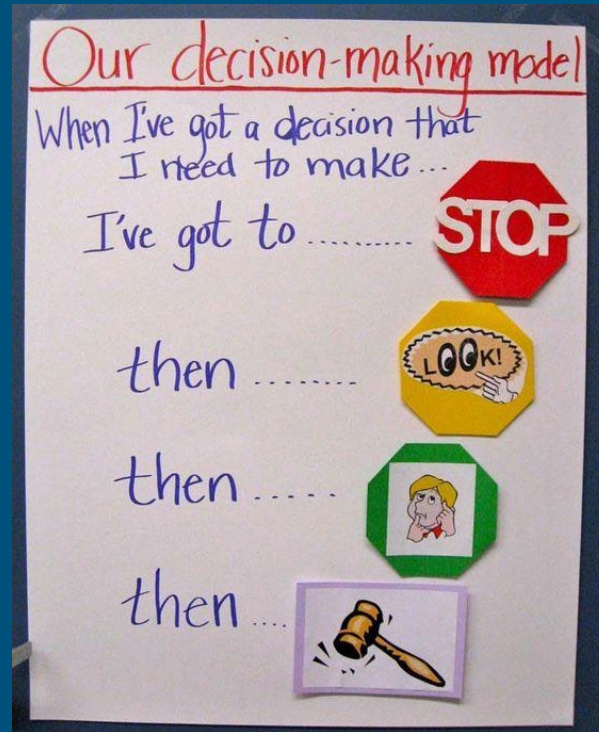 Our decision-making model
When I've got a decision that
I need to make...
I've got to ......... STOP
then ........ LOOK!
then .....
then ....